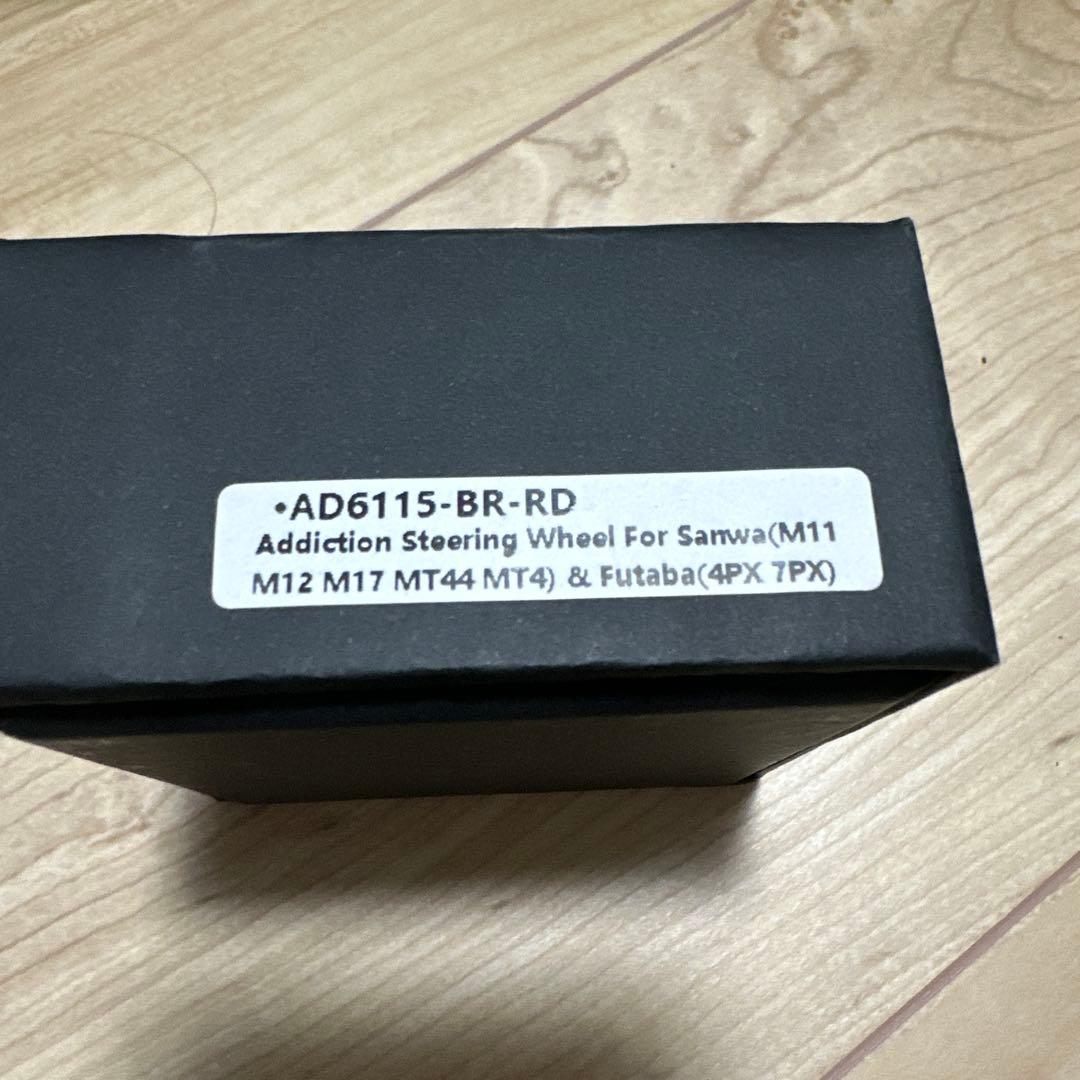 •AD6115-BR-RD
Addiction Steering Wheel For Sanwa(M11
M12 M17 MT44 MT4) & Futaba(4PX 7PX)